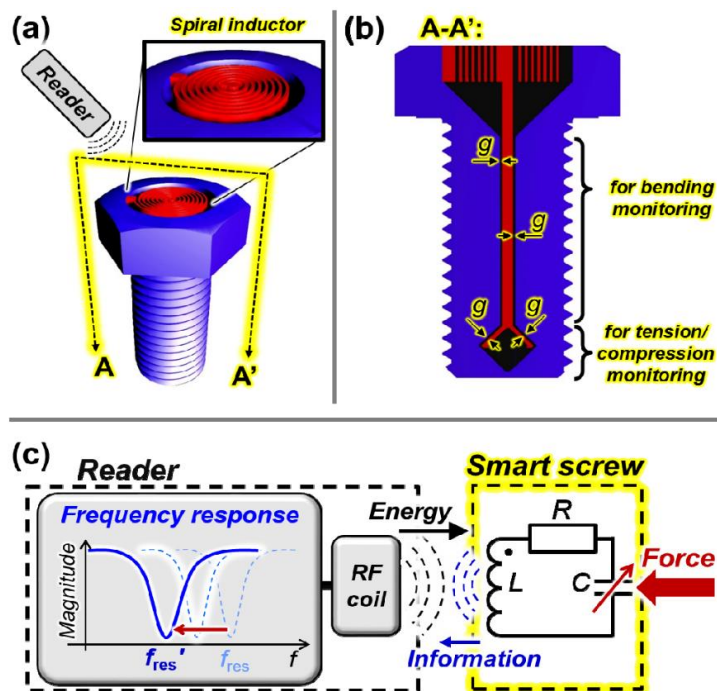 (a)
Spiral inductor
Reader
A
A'
(b)
A-A':
g
g
g
g
for bending
monitoring
for tension/
compression
monitoring
(c)
Reader
Smart screw
Frequency response
Magnitude
fres'
fres
f
RF
coil
Energy
Information
R
L
C
Force